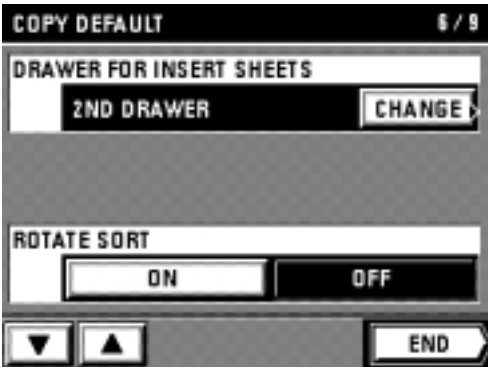 COPY DEFAULT 6/9
DRAWER FOR INSERT SHEETS
2ND DRAWER CHANGE
ROTATE SORT
ON OFF
END